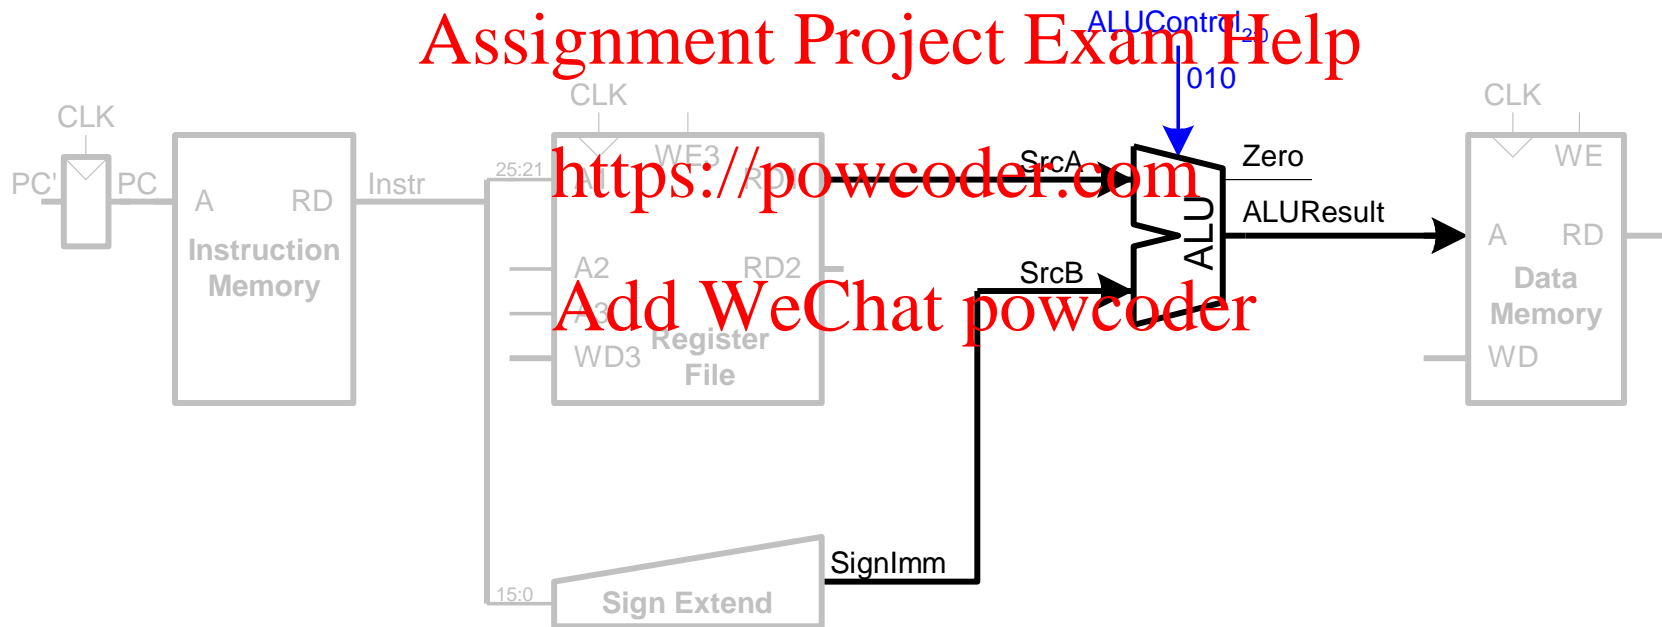 Assignment Project Exam Help
ALUControl2:0
010
CLK
CLK
CLK
PC'
PC
A
RD
Instruction
Memory
Instr
25:21
https://powcoder.com
WE3
A1
RD1
A2
RD2
A3
WD3
Register
File
Add WeChat powcoder
SrcA
SrcB
ALU
Zero
ALUResult
WE
A
RD
Data
Memory
WD
SignImm
15:0
Sign Extend